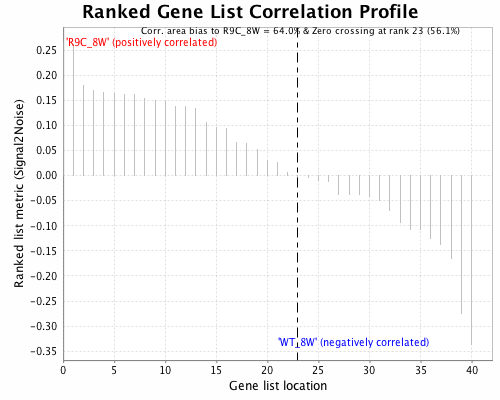 Ranked Gene List Correlation Profile
Corr. area bias to R9C_8W = 64.0% & Zero crossing at rank 23 (56.1%)
'R9C_8W' (positively correlated)
0.25
0.20
0.15
0.10
0.05
0.00
-0.05
-0.10
-0.15
-0.20
-0.25
-0.30
-0.35
Ranked list metric (Signal2Noise)
'WT_8W' (negatively correlated)
0 5 10 15 20 25 30 35 40
Gene list location